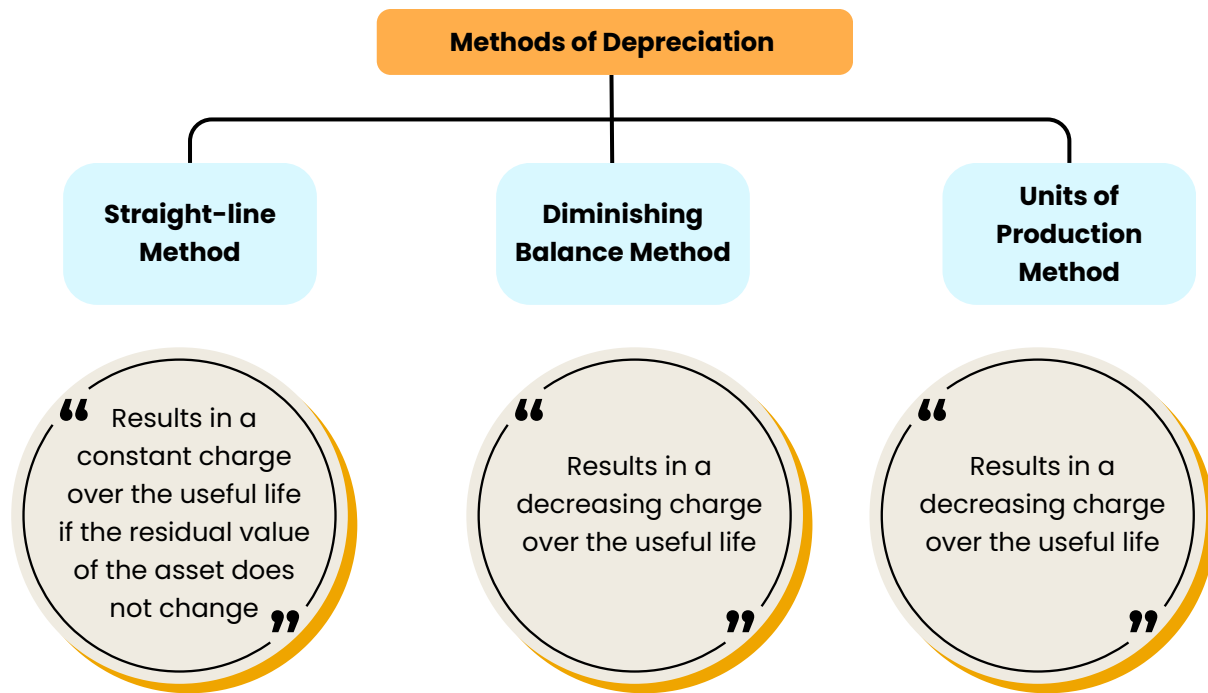 Methods of Depreciation
Straight-line
Method
Diminishing
Balance Method
Units of
Production
Method
“ Results in a
constant charge
over the useful life
if the residual value
of the asset does
not change ”
“
Results in a
decreasing charge
over the useful life
”
“
Results in a
decreasing charge
over the useful life
”